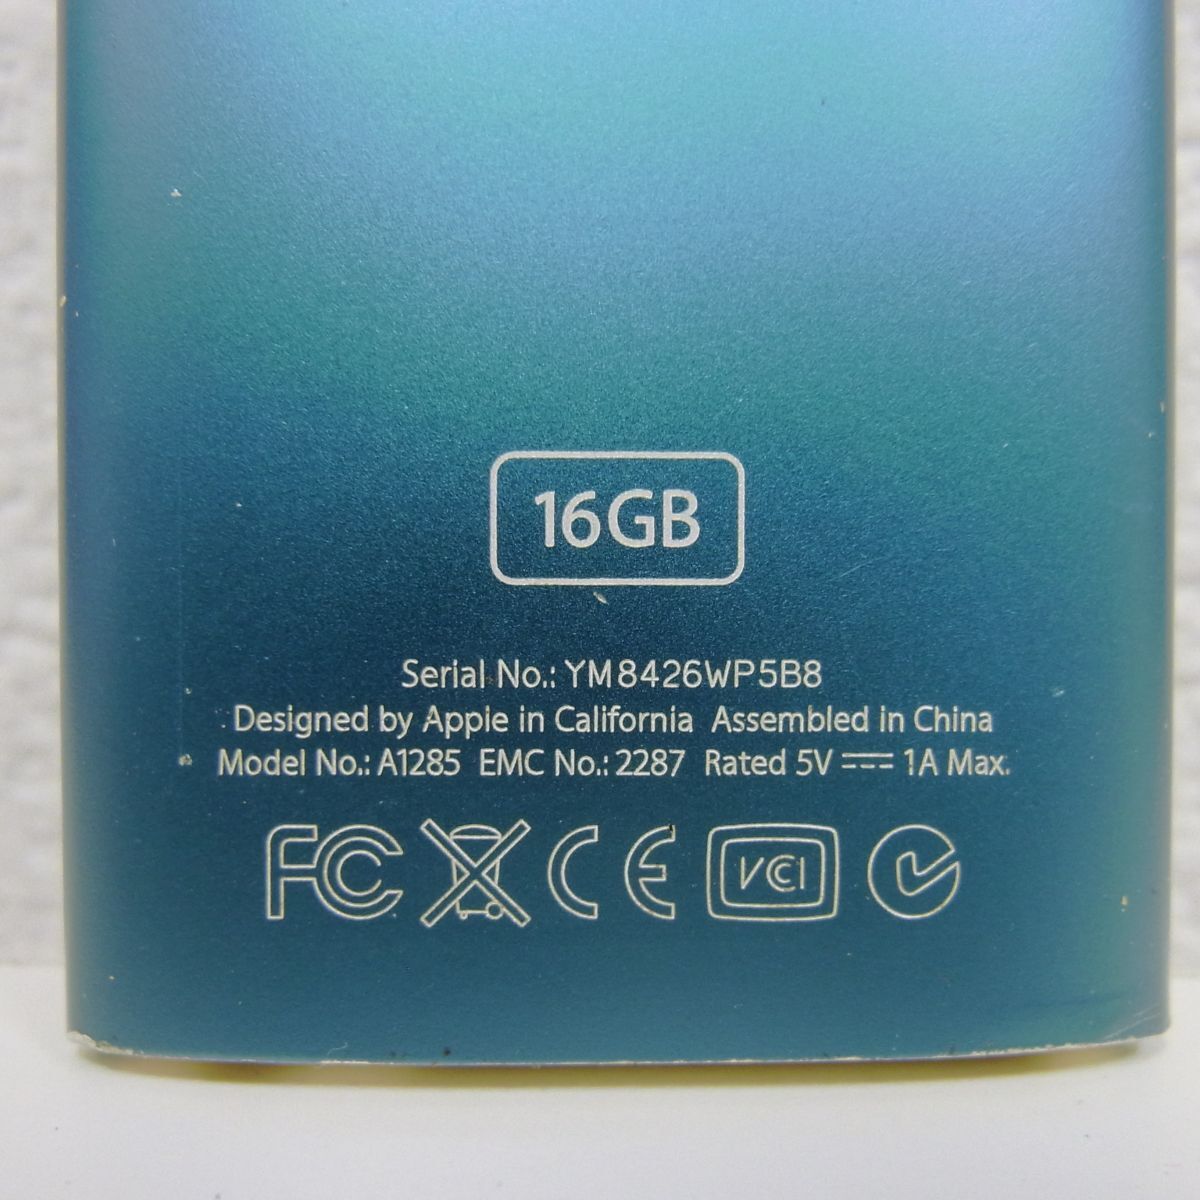 16GB
Serial No.: YM8426WP5B8
Designed by Apple in California Assembled in China
Model No.: A1285 EMC No.: 2287 Rated 5V ⎓ 1A Max.
FC CE VCI